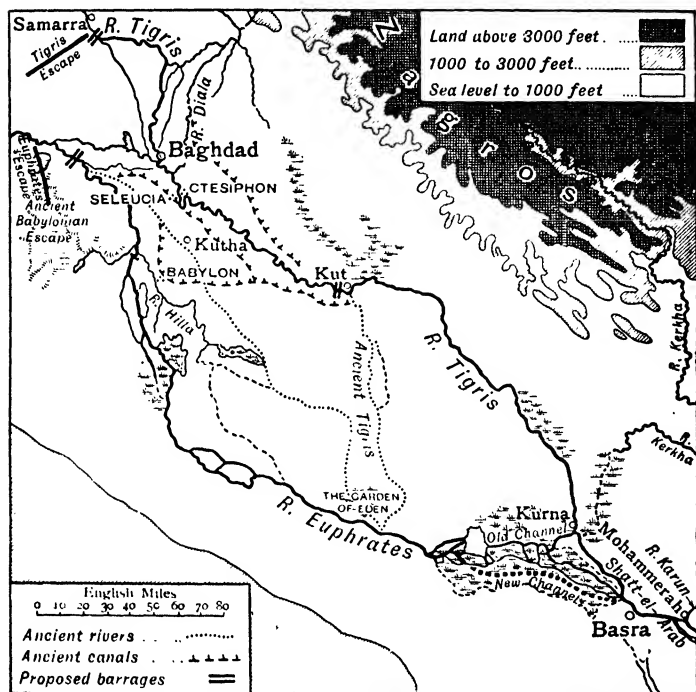 Samarra
R. Tigris
Tigris
Escape
R. Diala
Baghdad
Euphrates
Escape
Ancient
Babylonian
Escape
SELEUCIA
CTESIPHON
Kutha
BABYLON
Kut
R. Hilla
Ancient Tigris
R. Tigris
THE GARDEN
OF EDEN
R. Euphrates
Kurna
Old Channel
New Channels
Mohammerah
R. Karun
Shatt-el-Arab
Basra
Zagros
R. Kerkha
R. Kerkha
Land above 3000 feet
1000 to 3000 feet
Sea level to 1000 feet
English Miles
0 10 20 30 40 50 60 70 80
Ancient rivers
Ancient canals
Proposed barrages